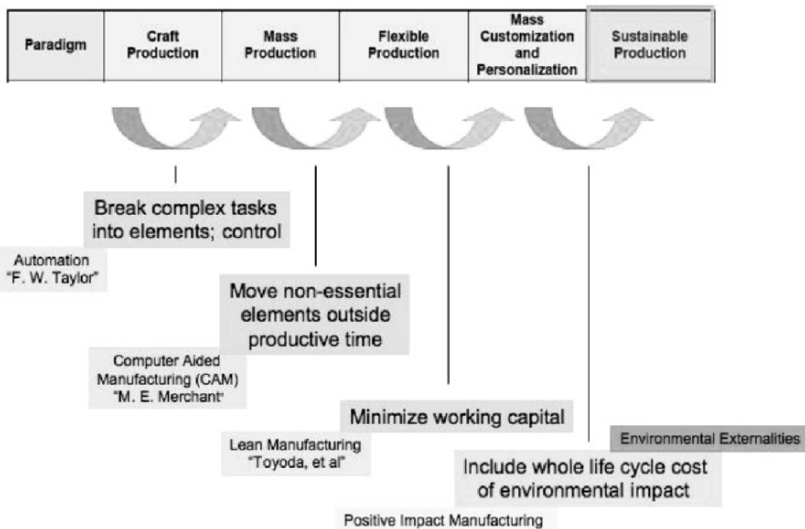 Paradigm
Craft
Production
Mass
Production
Flexible
Production
Mass
Customization
and
Personalization
Sustainable
Production
Break complex tasks
into elements; control
Automation
"F. W. Taylor"
Move non-essential
elements outside
productive time
Computer Aided
Manufacturing (CAM)
"M. E. Merchant'
Minimize working capital
Lean Manufacturing
"Toyoda, et al"
Environmental Externalities
Include whole life cycle cost
of environmental impact
Positive Impact Manufacturing